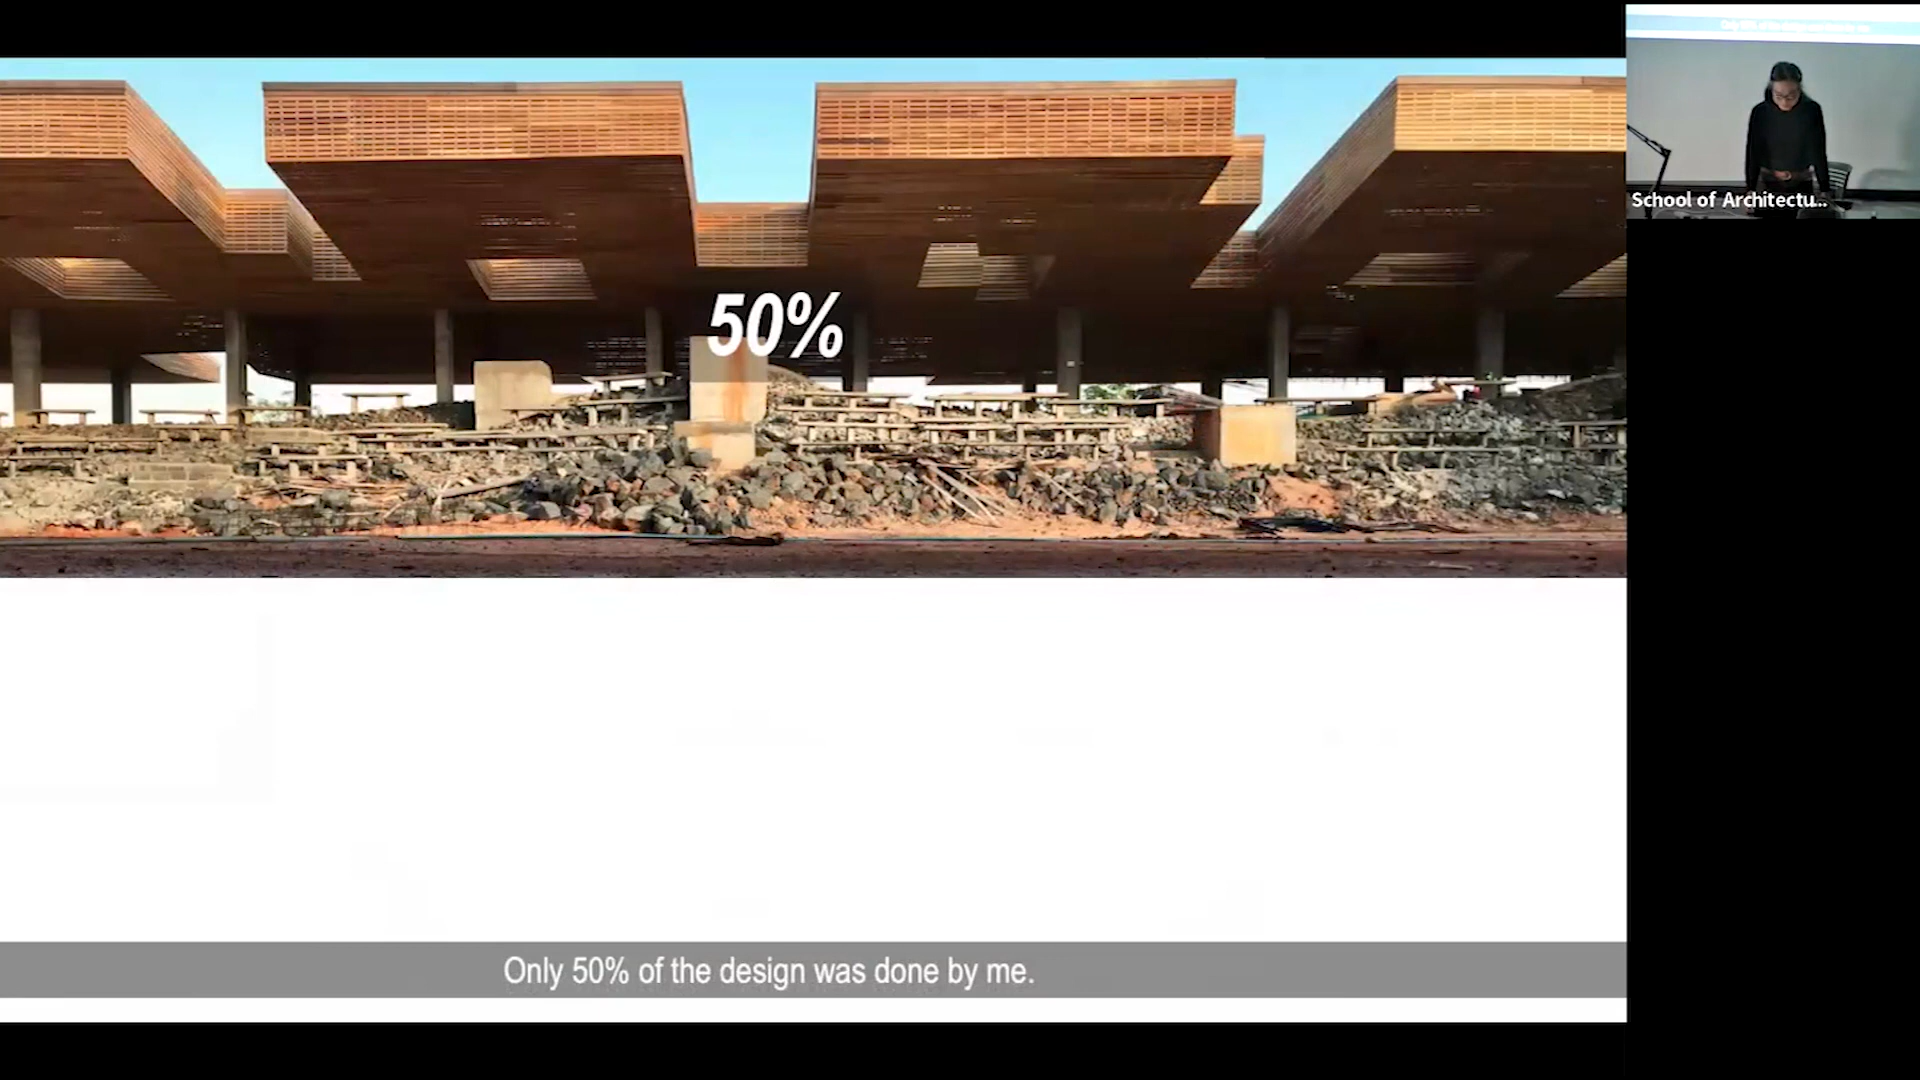 50%
School of Architectu...
Only 50% of the design was done by me.